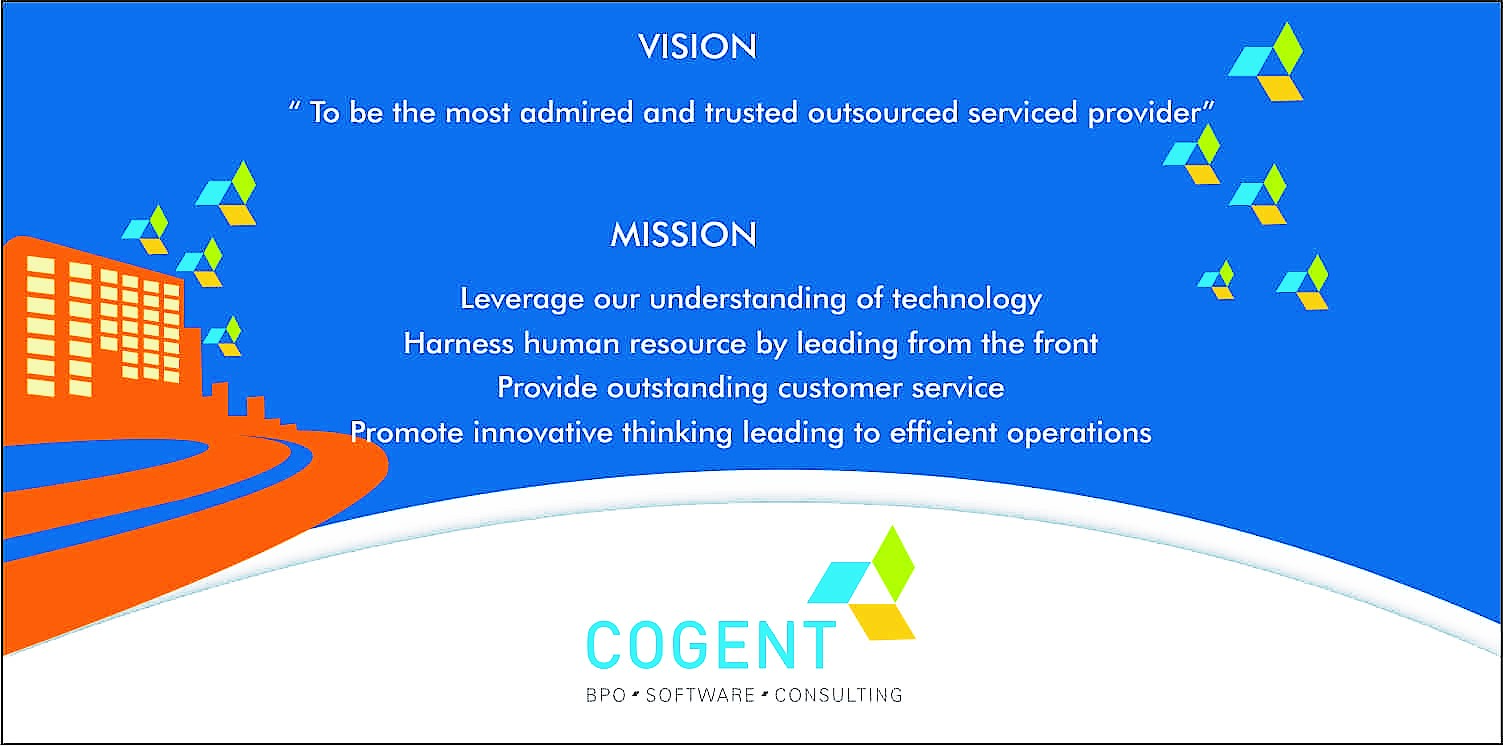 VISION
“ To be the most admired and trusted outsourced serviced provider”
MISSION
Leverage our understanding of technology
Harness human resource by leading from the front
Provide outstanding customer service
Promote innovative thinking leading to efficient operations
COGENT
BPO ▪ SOFTWARE ▪ CONSULTING